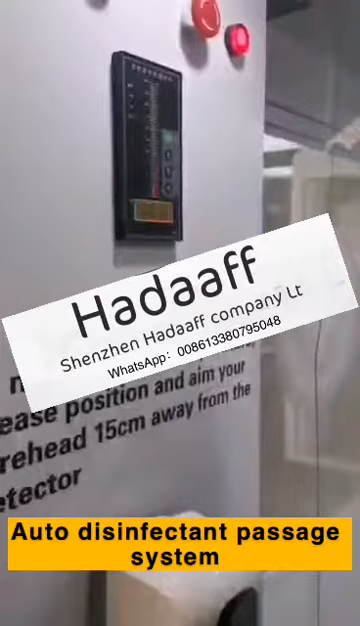 Hadaaff
Shenzhen Hadaaff company Lt
WhatsApp: 008613380795048
ease position and aim your
rehead 15cm away from the
etector
Auto disinfectant passage
system